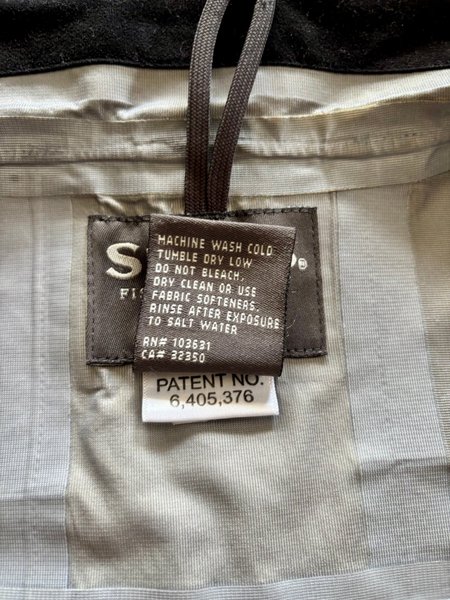 MACHINE WASH COLD
TUMBLE DRY LOW
DO NOT BLEACH,
DRY CLEAN OR USE
FABRIC SOFTENERS.
RINSE AFTER EXPOSURE
TO SALT WATER
RN# 103631
CA# 32350
PATENT NO.
6,405,376